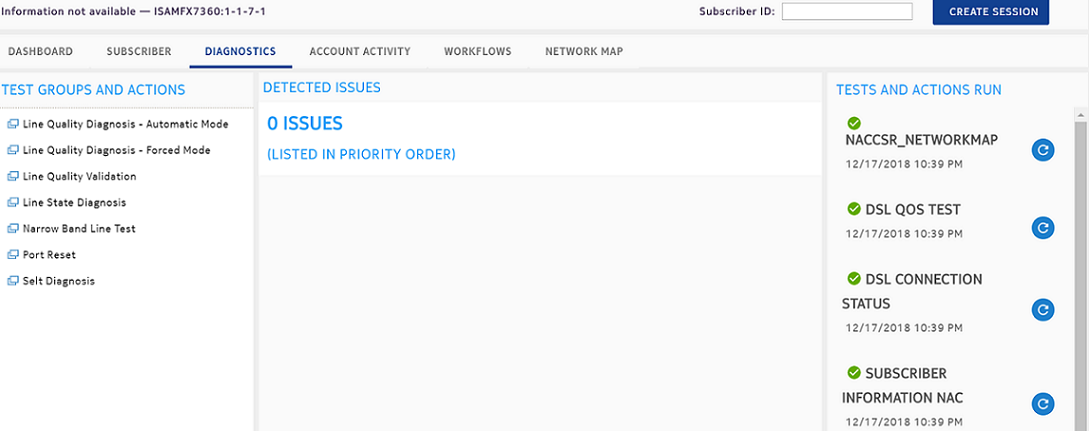 Information not available — ISAMFX7360:1-1-7-1
Subscriber ID:
CREATE SESSION
DASHBOARD
SUBSCRIBER
DIAGNOSTICS
ACCOUNT ACTIVITY
WORKFLOWS
NETWORK MAP
TEST GROUPS AND ACTIONS
Line Quality Diagnosis - Automatic Mode
Line Quality Diagnosis - Forced Mode
Line Quality Validation
Line State Diagnosis
Narrow Band Line Test
Port Reset
Selt Diagnosis
DETECTED ISSUES
0 ISSUES
(LISTED IN PRIORITY ORDER)
TESTS AND ACTIONS RUN
NACCSR_NETWORKMAP
12/17/2018 10:39 PM
DSL QOS TEST
12/17/2018 10:39 PM
DSL CONNECTION
STATUS
12/17/2018 10:39 PM
SUBSCRIBER
INFORMATION NAC
12/17/2018 10:39 PM